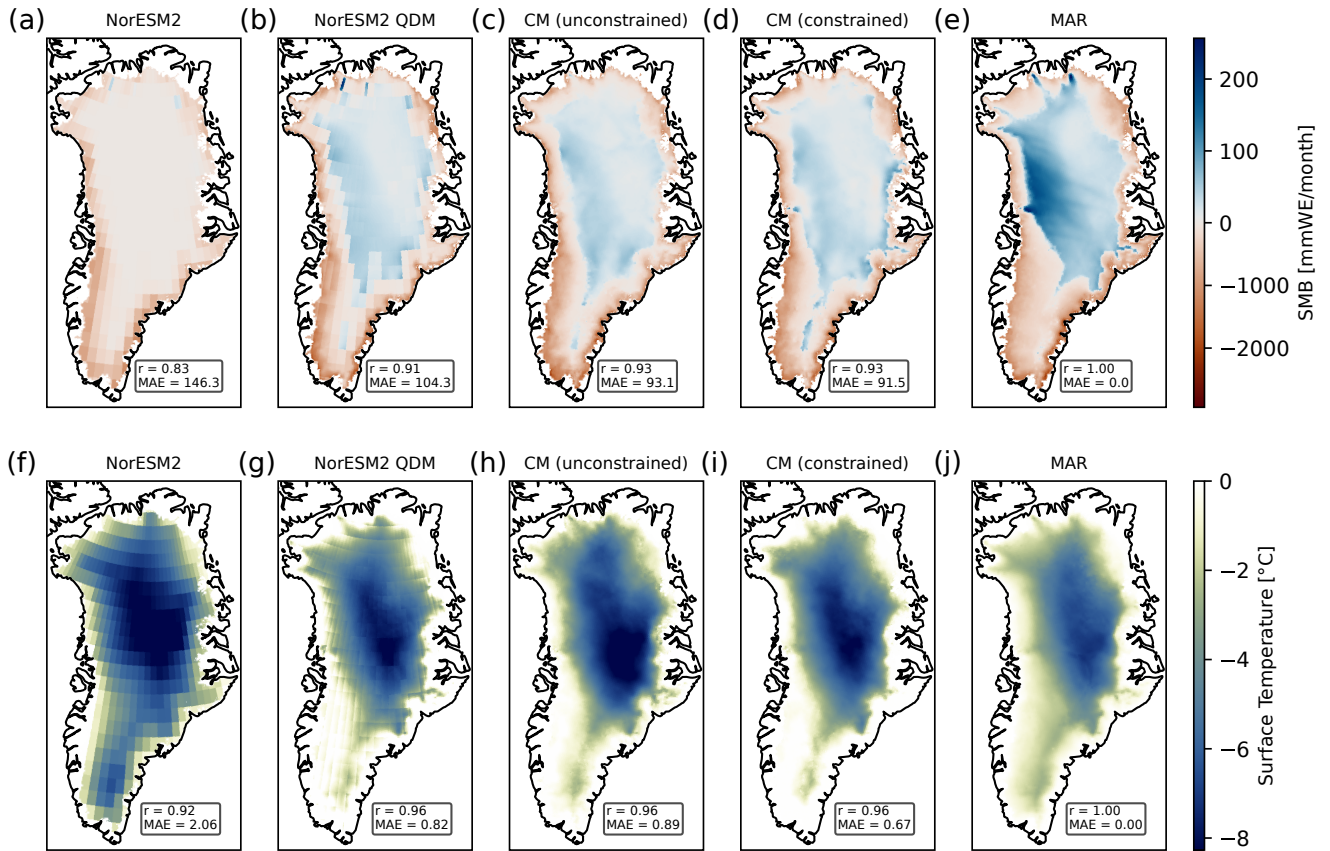 (a) NorESM2
(b) NorESM2 QDM
(c) CM (unconstrained)
(d) CM (constrained)
(e) MAR
r = 0.83
MAE = 146.3
r = 0.91
MAE = 104.3
r = 0.93
MAE = 93.1
r = 0.93
MAE = 91.5
r = 1.00
MAE = 0.0
200
100
0
−1000
−2000
SMB [mmWE/month]
(f) NorESM2
(g) NorESM2 QDM
(h) CM (unconstrained)
(i) CM (constrained)
(j) MAR
r = 0.92
MAE = 2.06
r = 0.96
MAE = 0.82
r = 0.96
MAE = 0.89
r = 0.96
MAE = 0.67
r = 1.00
MAE = 0.00
0
−2
−4
−6
−8
Surface Temperature [°C]